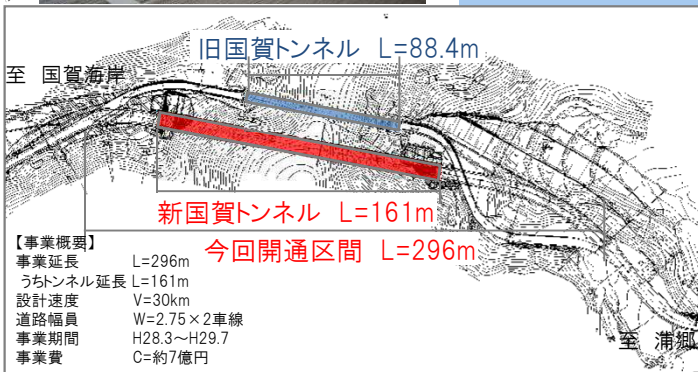 旧国賀トンネル L=88.4m
至 国賀海岸
新国賀トンネル L=161m
今回開通区間 L=296m
【事業概要】
事業延長 L=296m
うちトンネル延長 L=161m
設計速度 V=30km
道路幅員 W=2.75×2車線
事業期間 H28.3～H29.7
事業費 C=約7億円
至 浦郷